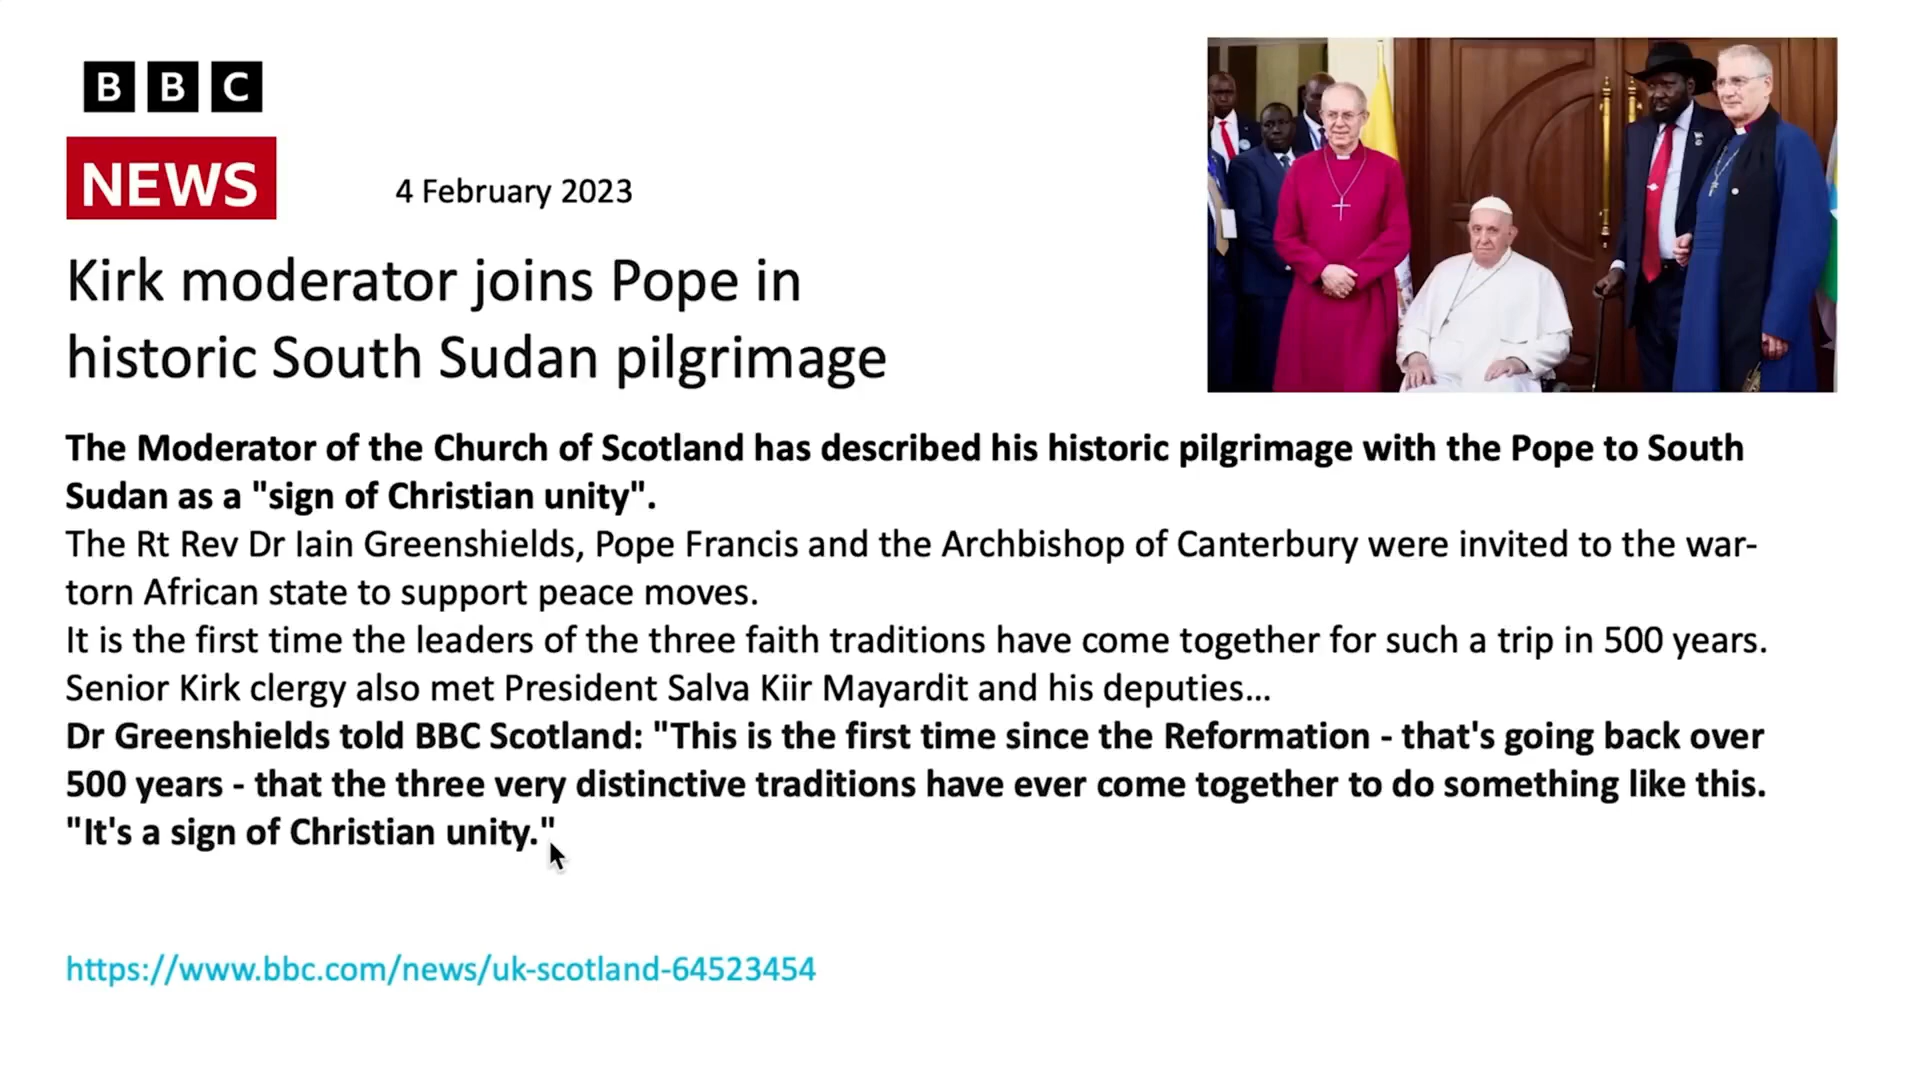 BBC
NEWS
4 February 2023
Kirk moderator joins Pope in
historic South Sudan pilgrimage
The Moderator of the Church of Scotland has described his historic pilgrimage with the Pope to South
Sudan as a "sign of Christian unity".
The Rt Rev Dr Iain Greenshields, Pope Francis and the Archbishop of Canterbury were invited to the war-
torn African state to support peace moves.
It is the first time the leaders of the three faith traditions have come together for such a trip in 500 years.
Senior Kirk clergy also met President Salva Kiir Mayardit and his deputies...
Dr Greenshields told BBC Scotland: "This is the first time since the Reformation - that's going back over
500 years - that the three very distinctive traditions have ever come together to do something like this.
"It's a sign of Christian unity."
https://www.bbc.com/news/uk-scotland-64523454